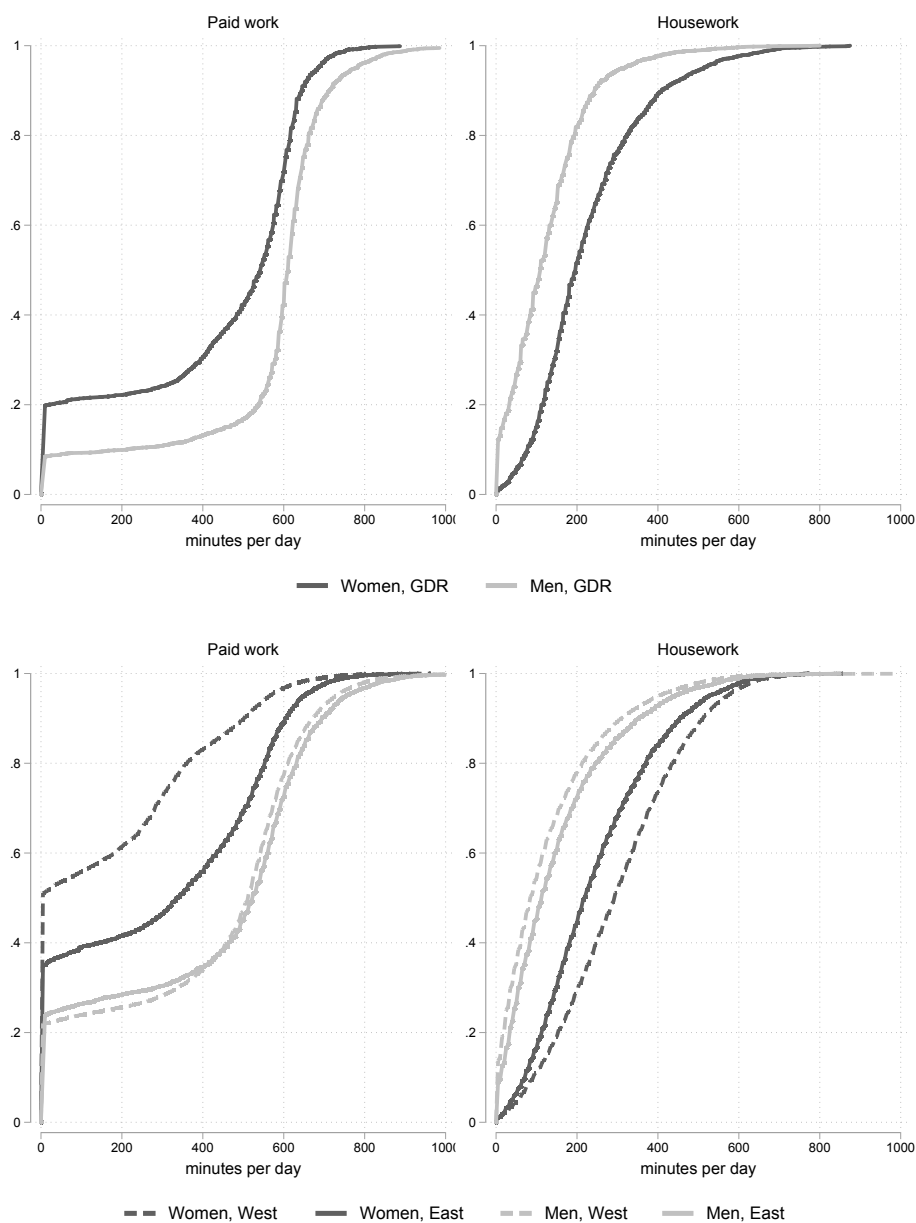 Paid work
1
.8
.6
.4
.2
0
0 200 400 600 800 1000
minutes per day
Housework
1
.8
.6
.4
.2
0
0 200 400 600 800 1000
minutes per day
Women, GDR Men, GDR
Paid work
1
.8
.6
.4
.2
0
0 200 400 600 800 1000
minutes per day
Housework
1
.8
.6
.4
.2
0
0 200 400 600 800 1000
minutes per day
Women, West Women, East Men, West Men, East